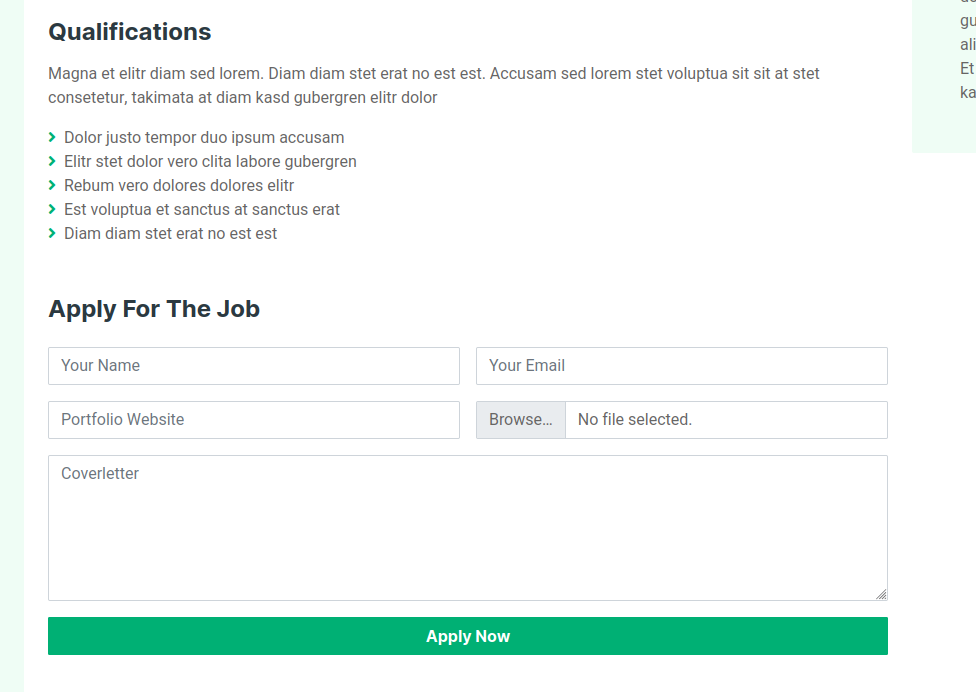 Qualifications
Magna et elitr diam sed lorem. Diam diam stet erat no est est. Accusam sed lorem stet voluptua sit sit at stet
consetetur, takimata at diam kasd gubergren elitr dolor
Dolor justo tempor duo ipsum accusam
Elitr stet dolor vero clita labore gubergren
Rebum vero dolores dolores elitr
Est voluptua et sanctus at sanctus erat
Diam diam stet erat no est est
Apply For The Job
Your Name
Your Email
Portfolio Website
Browse... No file selected.
Coverletter
Apply Now
gu
ali
Et
ka